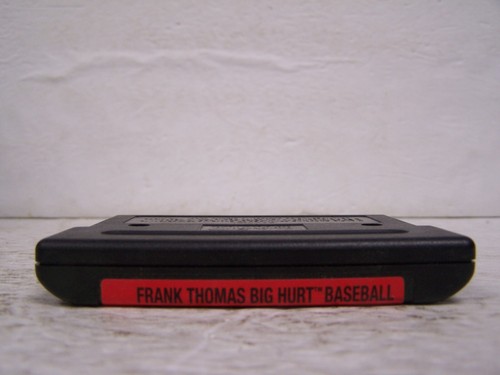 FRANK THOMAS BIG HURT™ BASEBALL